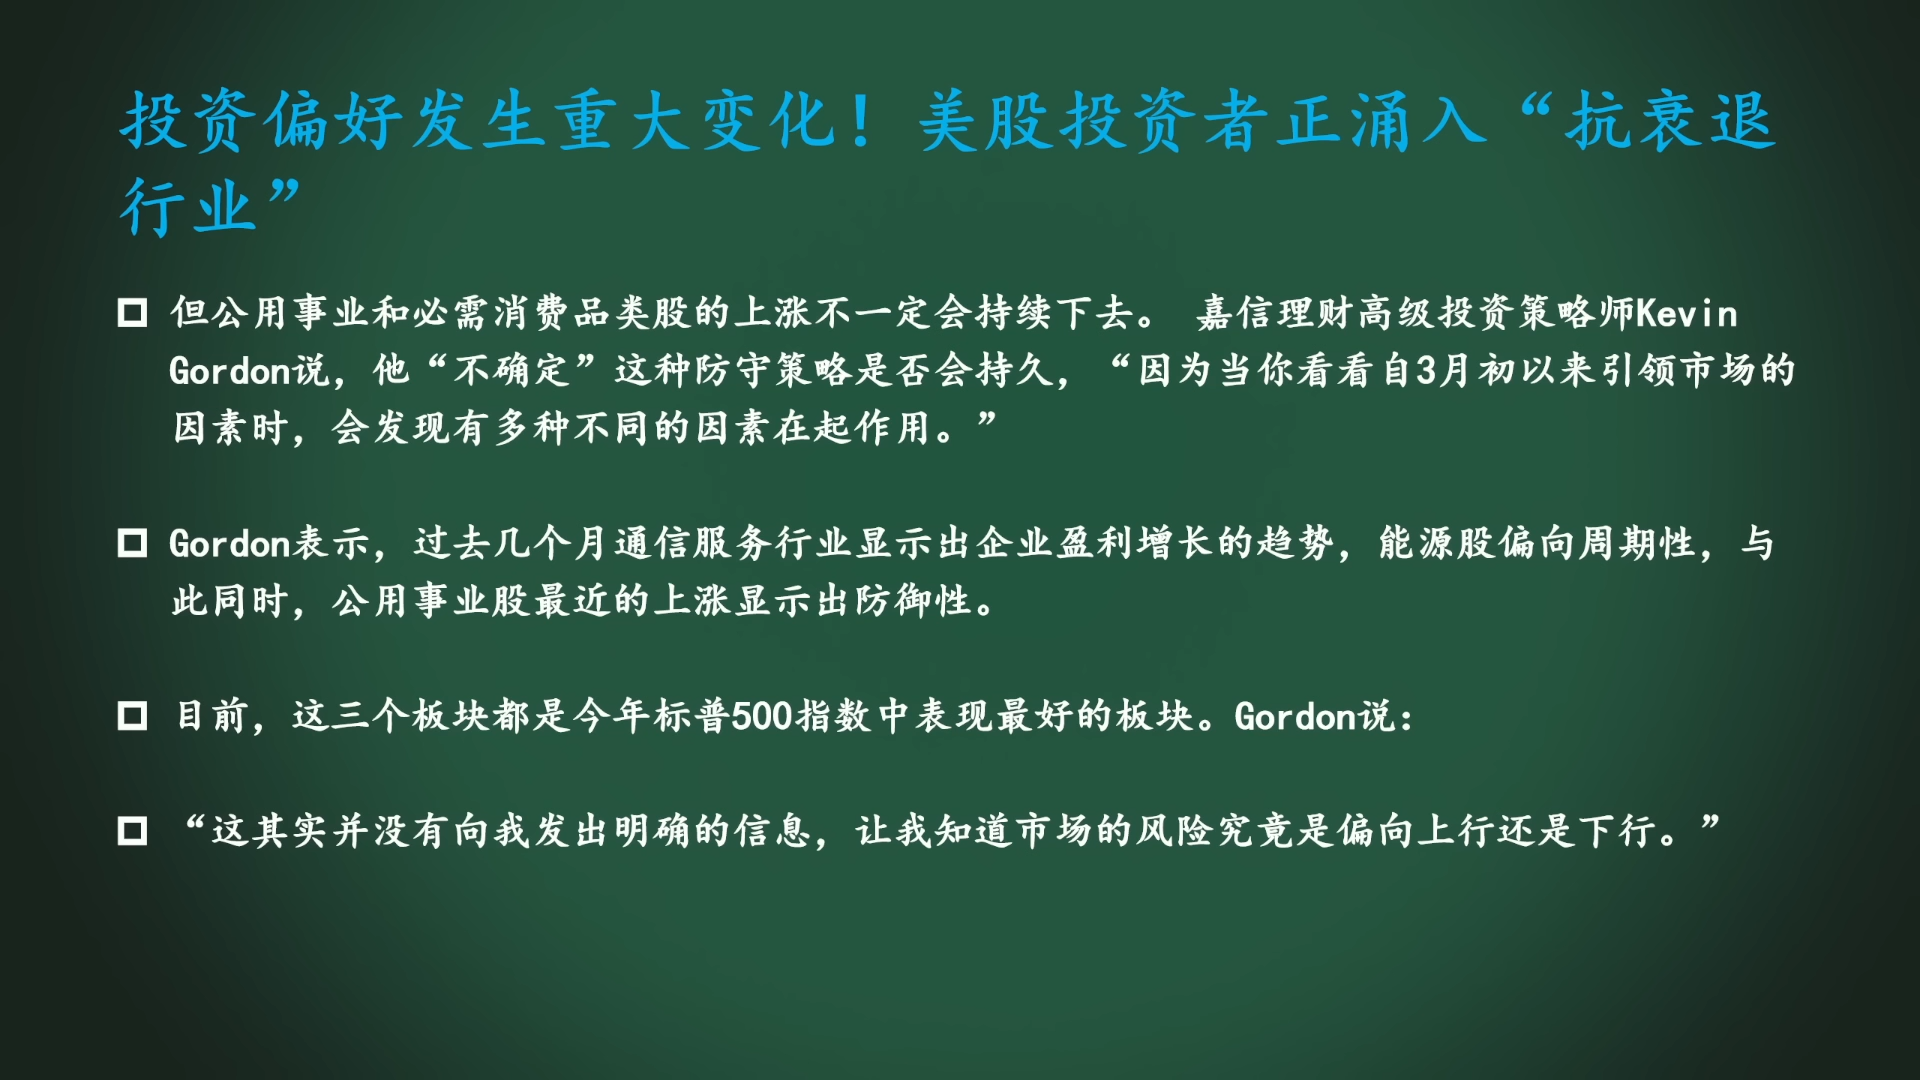 投资偏好发生重大变化！美股投资者正涌入“抗衰退
行业”
但公用事业和必需消费品类股的上涨不一定会持续下去。 嘉信理财高级投资策略师Kevin
Gordon说，他“不确定”这种防守策略是否会持久，“因为当你看看自3月初以来引领市场的
因素时，会发现有多种不同的因素在起作用。”
Gordon表示，过去几个月通信服务行业显示出企业盈利增长的趋势，能源股偏向周期性，与
此同时，公用事业股最近的上涨显示出防御性。
目前，这三个板块都是今年标普500指数中表现最好的板块。Gordon说：
“这其实并没有向我发出明确的信息，让我知道市场的风险究竟是偏向上行还是下行。”